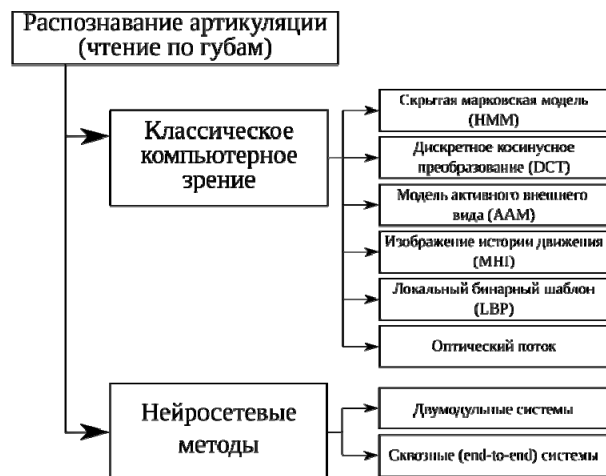 Распознавание артикуляции
(чтение по губам)
Классическое
компьютерное
зрение
Скрытая марковская модель
(HMM)
Дискретное косинусное
преобразование (DCT)
Модель активного внешнего
вида (AAM)
Изображение истории движения
(MHI)
Локальный бинарный шаблон
(LBP)
Оптический поток
Нейросетевые
методы
Двумодульные системы
Сквозные (end-to-end) системы